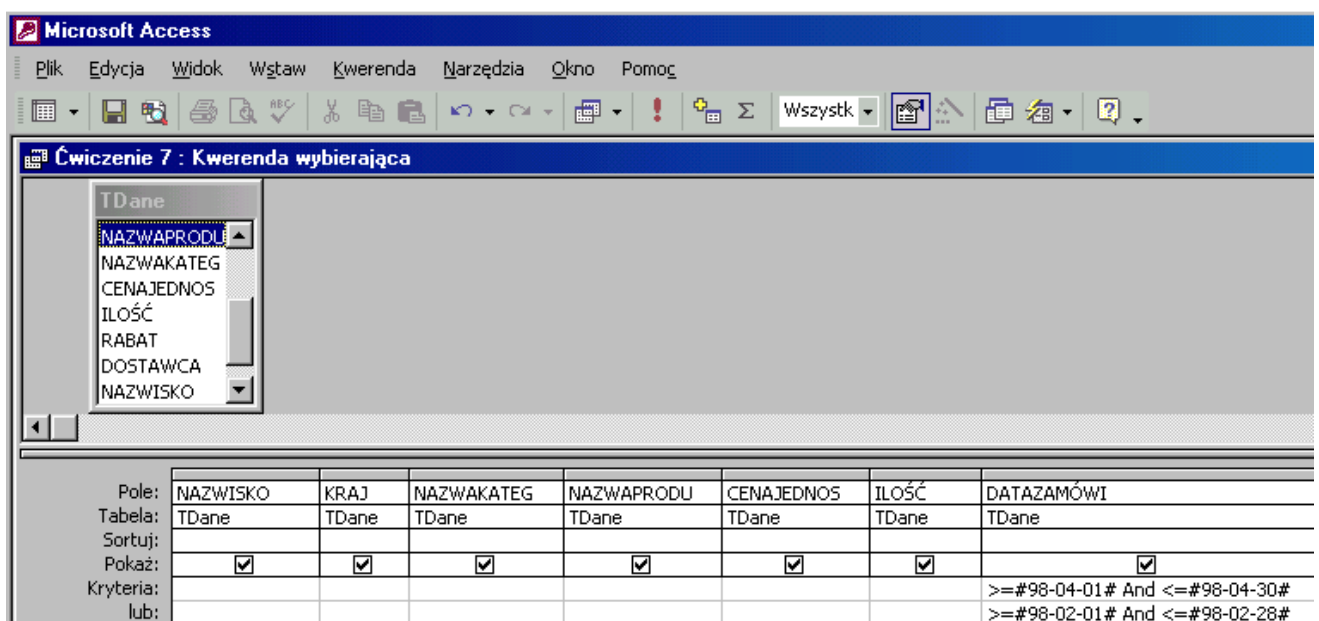 Microsoft Access
Plik Edycja Widok Wstaw Kwerenda Narzędzia Okno Pomoc
ABC Wszystk
Ćwiczenie 7 : Kwerenda wybierająca
TDane
NAZWAPRODU
NAZWAKATEG
CENAJEDNOS
ILOŚĆ
RABAT
DOSTAWCA
NAZWISKO
Pole: NAZWISKO KRAJ NAZWAKATEG NAZWAPRODU CENAJEDNOS ILOŚĆ DATAZAMÓWI
Tabela: TDane TDane TDane TDane TDane TDane TDane
Sortuj:
Pokaż:
Kryteria: >=#98-04-01# And <=#98-04-30#
lub: >=#98-02-01# And <=#98-02-28#